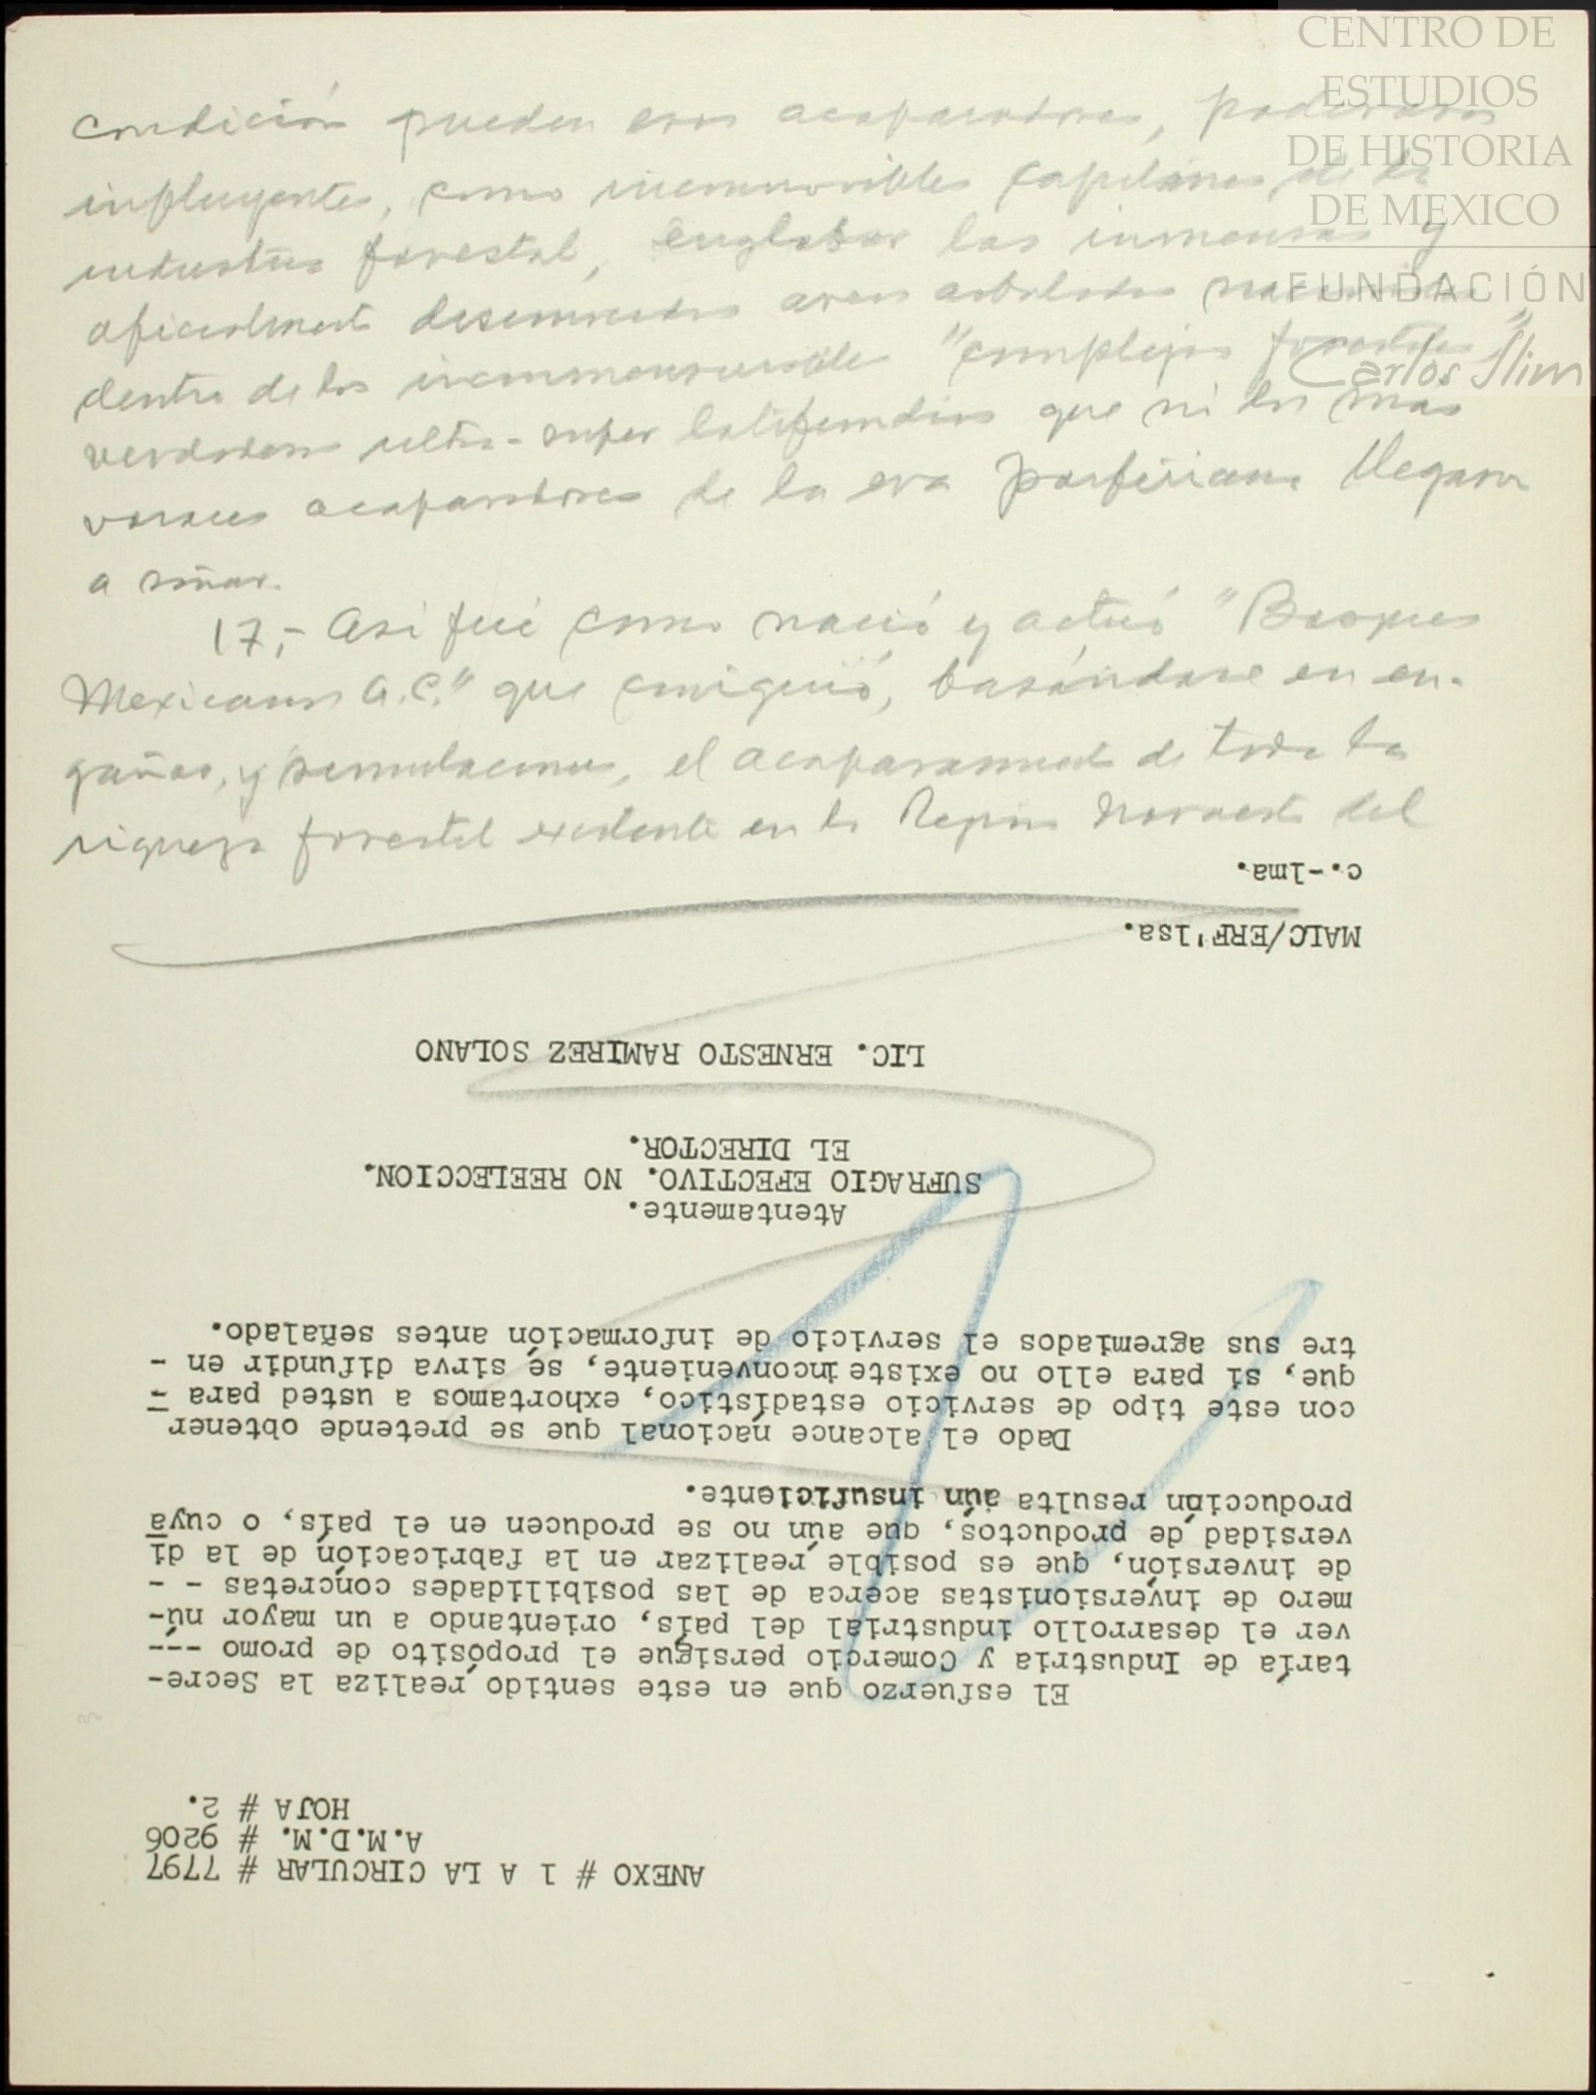 CENTRO DE
ESTUDIOS
DE HISTORIA
DE MEXICO
FUNDACIÓN
Carlos Slim
condición pueden esos acaparadores, poderosos
influyentes, como inconmovibles capitanes de la
industria forestal, englobar las inmensas y
oficialmente desamparadas areas arboladas nacionales
dentro de los inconmensurables "complejos forestales"
verdaderos ultra-super latifundios que ni los más
voraces acaparadores de la era porfiriana llegaron
a soñar.
17,- Asi fué como nació y actuó "Bosques
Mexicanos A.C." que consiguió, basándose en en-
gaños, y simulaciones, el acaparamiento de toda la
riqueza forestal existente en la Region Noroeste del
ANEXO # 1 A LA CIRCULAR # 7797
A.M.D.M. # 9206
HOJA # 2.
El esfuerzo que en este sentido realiza la Secre-
taría de Industria y Comercio persigue el propósito de promo ---
ver el desarrollo industrial del país, orientando a un mayor nú-
mero de inversionistas acerca de las posibilidades concretas - -
de inversión, que es posible realizar en la fabricación de la di
versidad de productos, que aún no se producen en el país, o cuya
producción resulta aún insuficiente.
Dado el alcance nacional que se pretende obtener
con este tipo de servicio estadístico, exhortamos a usted para -
que, si para ello no existe inconveniente, se sirva difundir en -
tre sus agremiados el servicio de información antes señalado.
Atentamente.
SUFRAGIO EFECTIVO. NO REELECCION.
EL DIRECTOR.
LIC. ERNESTO RAMIREZ SOLANO
MALC/ERF'lsa.
c.-lma.